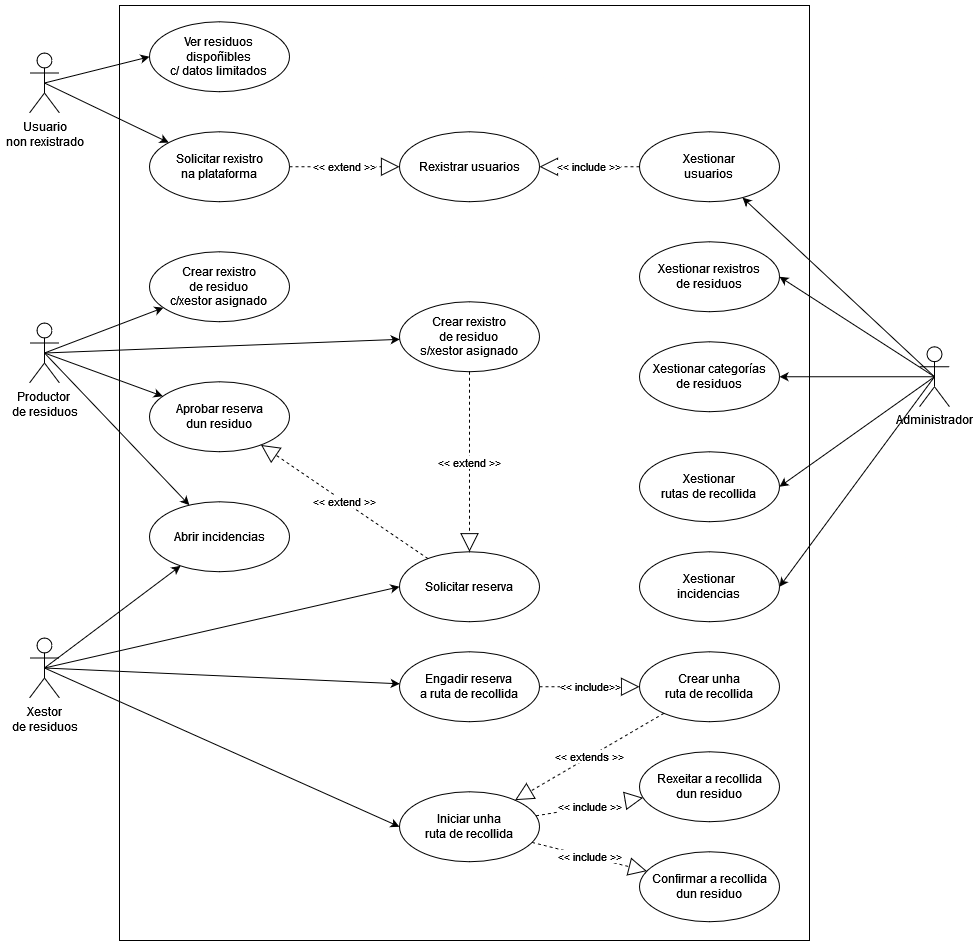 Ver residuos
dispoñibles
c/ datos limitados
Usuario
non rexistrado
Solicitar rexistro
na plataforma
<< extend >>
Rexistrar usuarios
<< include >>
Xestionar
usuarios
Crear rexistro
de residuo
c/xestor asignado
Xestionar rexistros
de residuos
Crear rexistro
de residuo
s/xestor asignado
Productor
de residuos
Xestionar categorías
de residuos
Administrador
Aprobar reserva
dun residuo
<< extend >>
<< extend >>
Xestionar
rutas de recollida
Abrir incidencias
Solicitar reserva
Xestionar
incidencias
Xestor
de residuos
Engadir reserva
a ruta de recollida
<< include>>
Crear unha
ruta de recollida
<< extends >>
Rexeitar a recollida
dun residuo
<< include >>
Iniciar unha
ruta de recollida
<< include >>
Confirmar a recollida
dun residuo